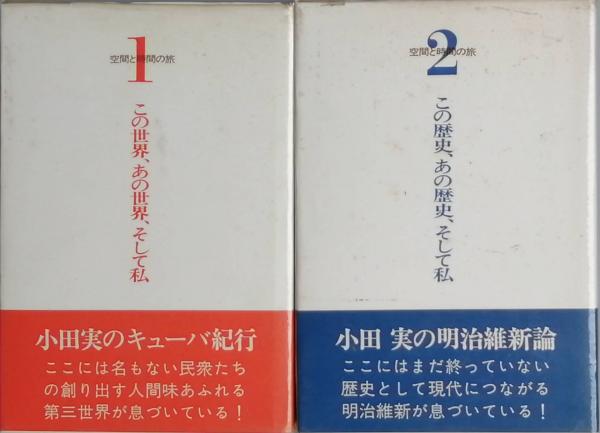 1
空間と時間の旅
この世界、あの世界、そして私
小田実のキューバ紀行
ここには名もない民衆たち
の創り出す人間味あふれる
第三世界が息づいている！
2
空間と時間の旅
この歴史、あの歴史、そして私
小田 実の明治維新論
ここにはまだ終っていない
歴史として現代につながる
明治維新が息づいている！